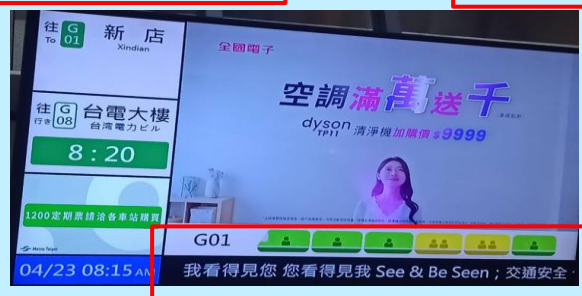 往 G 新店
To 01 Xindian
往 G 台電大樓
行き 08 台湾電力ビル
8:20
1200定期票請洽各車站購買
Metro Taipei
04/23 08:15 AM
全國電子
空調滿萬送千
dyson 清淨機加購價$9999
TP11
G01
我看得見您 您看得見我 See & Be Seen；交通安全